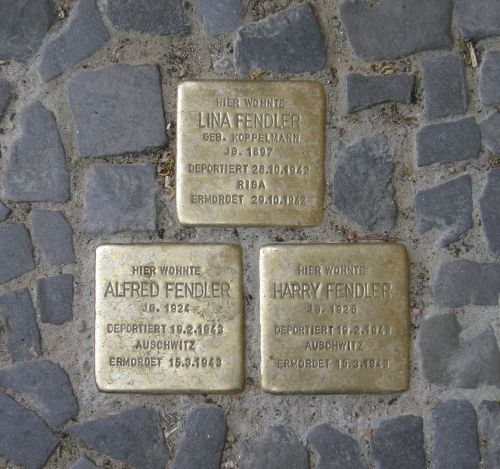 HIER WOHNTE
LINA FENDLER
GEB. KOPPELMANN
JG. 1897
DEPORTIERT 26.10.1942
RIGA
ERMORDET 29.10.1942
HIER WOHNTE
ALFRED FENDLER
JG. 1924
DEPORTIERT 19.2.1943
AUSCHWITZ
ERMORDET 15.3.1943
HIER WOHNTE
HARRY FENDLER
JG. 1926
DEPORTIERT 19.2.1943
AUSCHWITZ
ERMORDET 15.3.1943